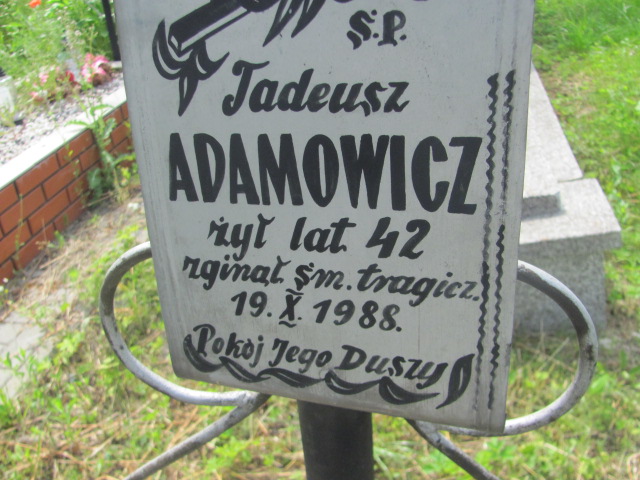 Ś.P.
Tadeusz
ADAMOWICZ
żył lat. 42
zginął śm. tragicz.
19. X. 1988.
Pokój Jego Duszy